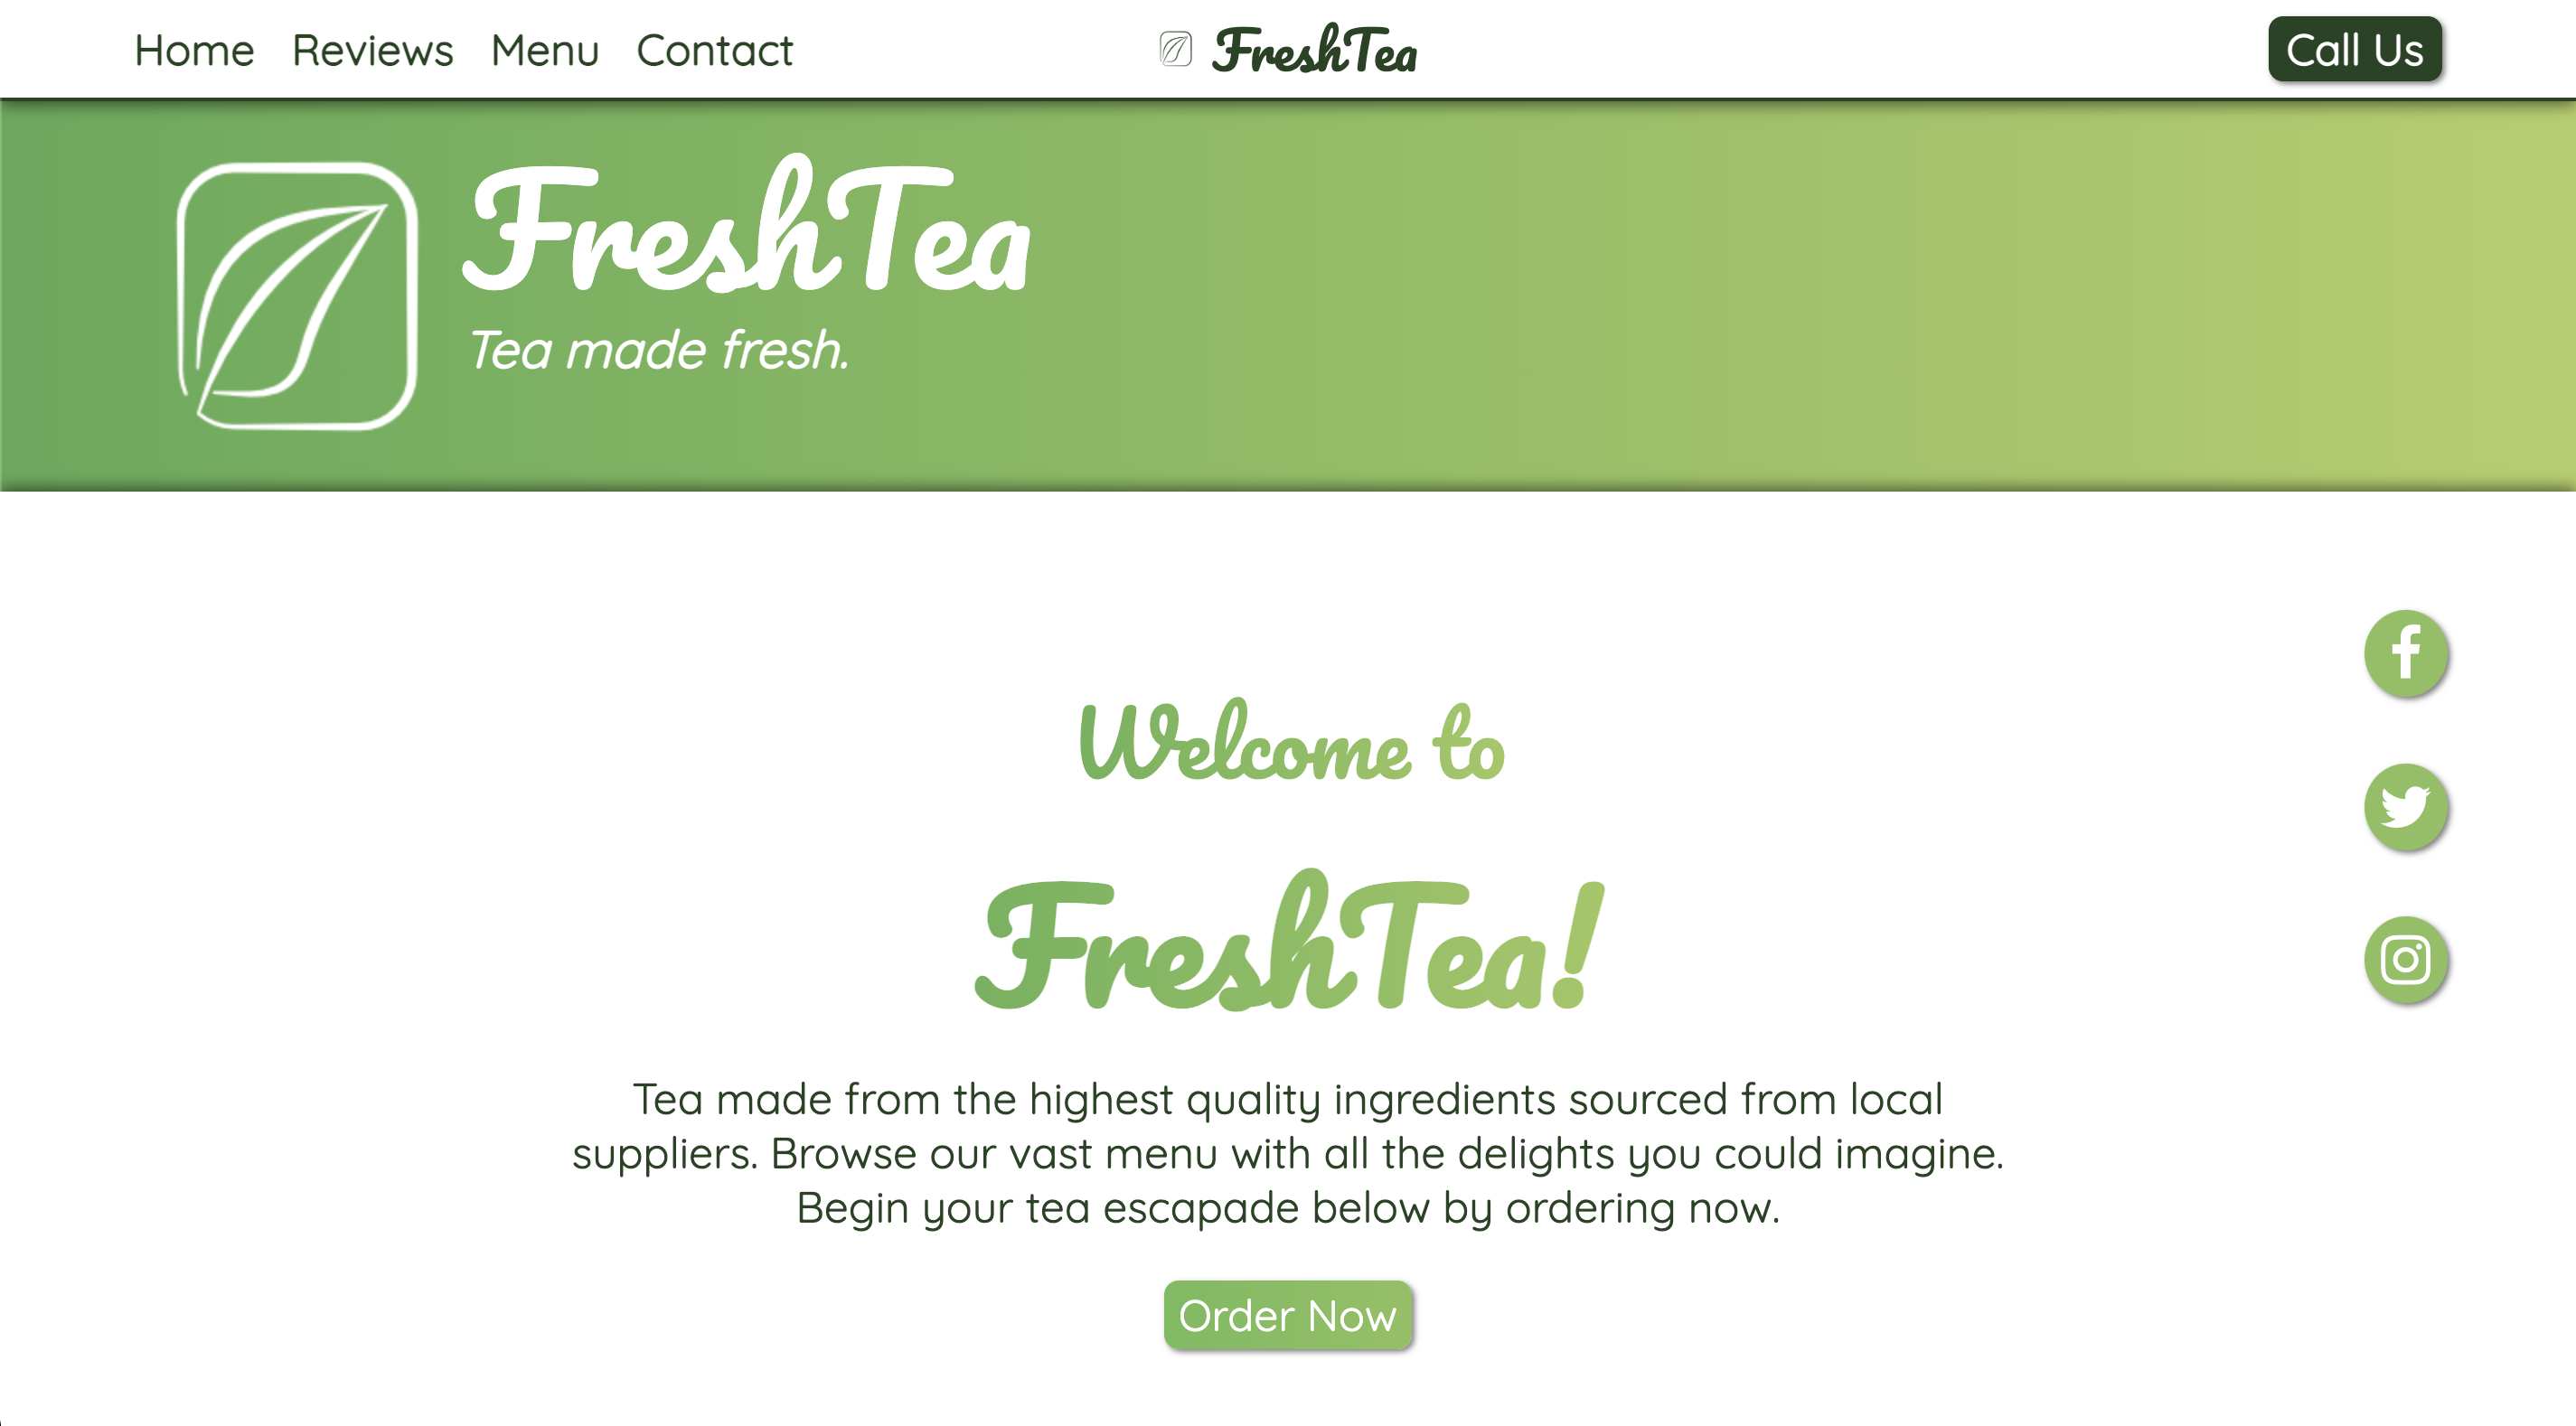 Home Reviews Menu Contact FreshTea Call Us
FreshTea
Tea made fresh.
Welcome to
FreshTea!
Tea made from the highest quality ingredients sourced from local
suppliers. Browse our vast menu with all the delights you could imagine.
Begin your tea escapade below by ordering now.
Order Now